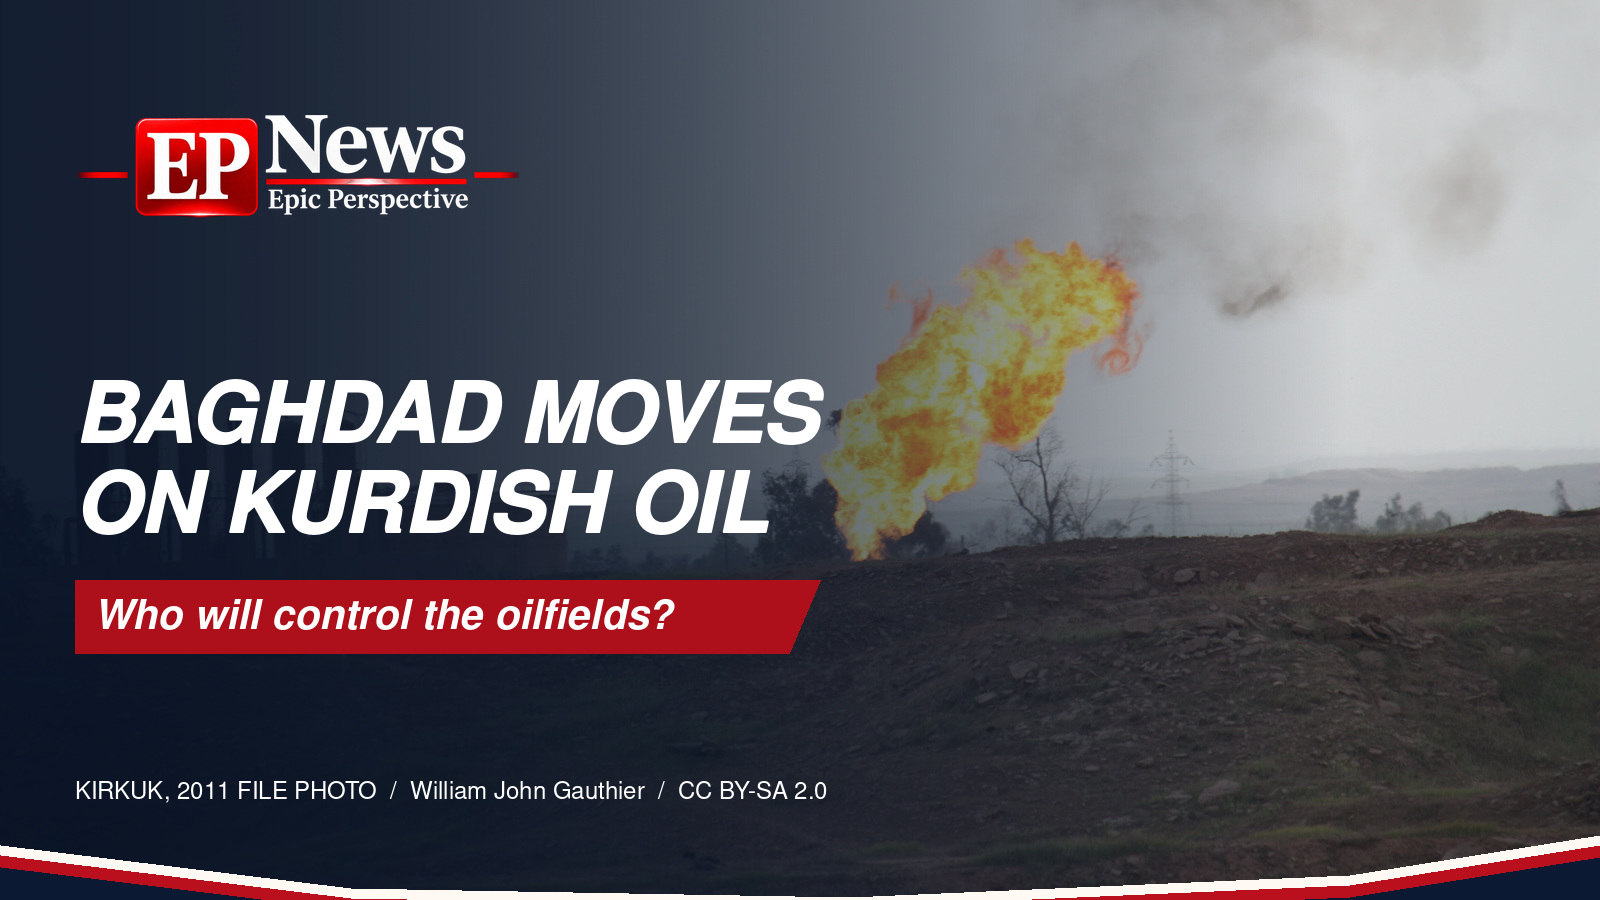 EP News
Epic Perspective
BAGHDAD MOVES
ON KURDISH OIL
Who will control the oilfields?
KIRKUK, 2011 FILE PHOTO / William John Gauthier / CC BY-SA 2.0